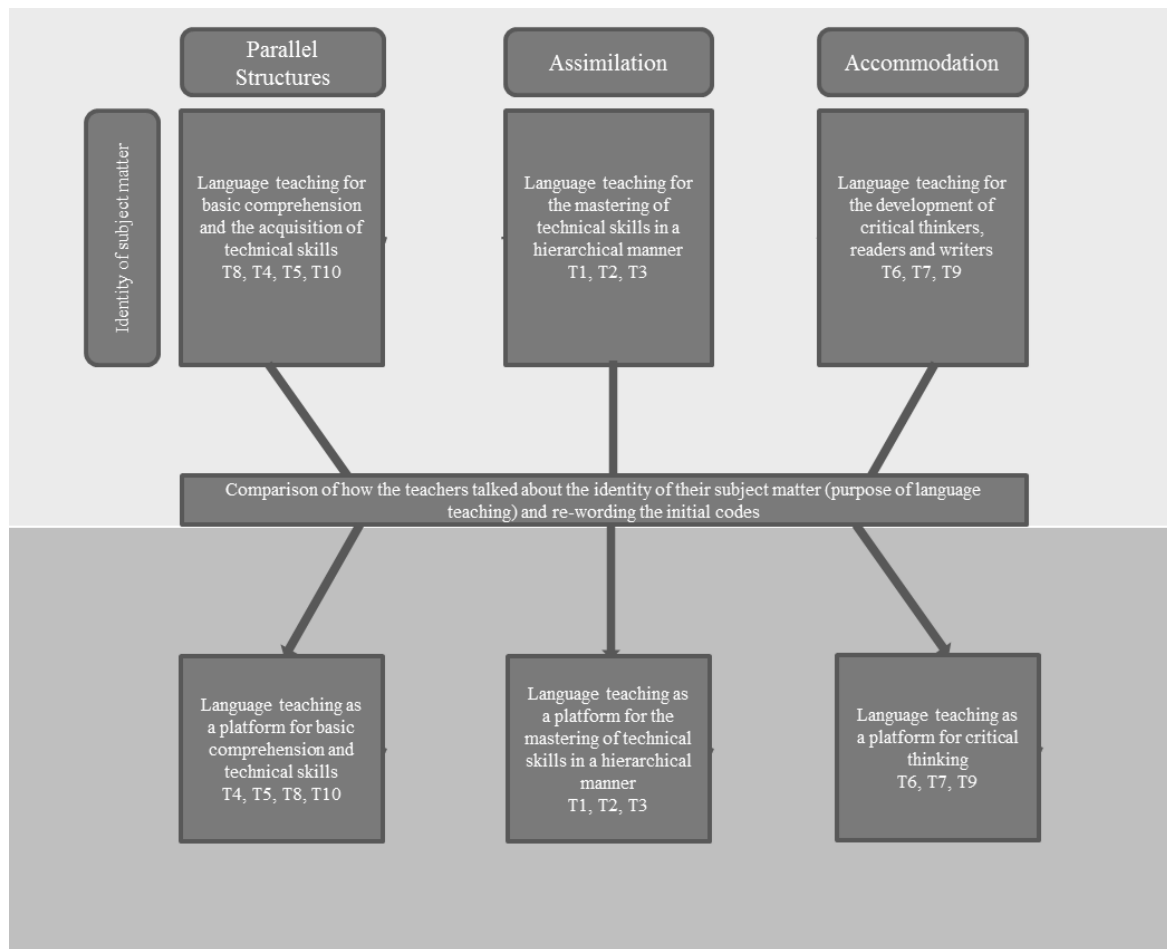 Parallel
Structures
Assimilation
Accommodation
Identity of subject matter
Language teaching for
basic comprehension
and the acquisition of
technical skills
T8, T4, T5, T10
Language teaching for
the mastering of
technical skills in a
hierarchical manner
T1, T2, T3
Language teaching for
the development of
critical thinkers,
readers and writers
T6, T7, T9
Comparison of how the teachers talked about the identity of their subject matter (purpose of language
teaching) and re-wording the initial codes
Language teaching as
a platform for basic
comprehension and
technical skills
T4, T5, T8, T10
Language teaching as
a platform for the
mastering of technical
skills in a hierarchical
manner
T1, T2, T3
Language teaching as
a platform for critical
thinking
T6, T7, T9